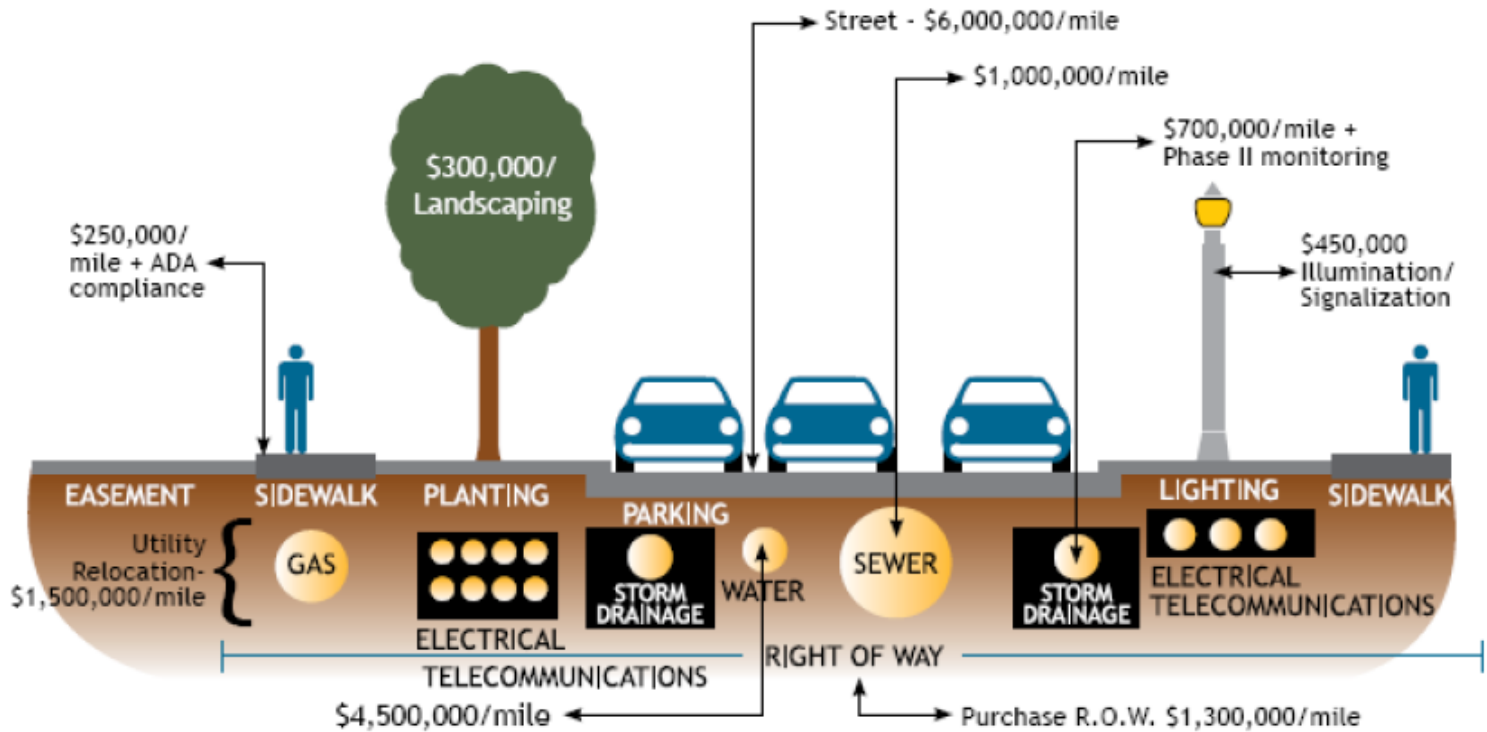 Street - $6,000,000/mile
$1,000,000/mile
$700,000/mile +
Phase II monitoring
$300,000/
Landscaping
$250,000/
mile + ADA
compliance
$450,000
Illumination/
Signalization
EASEMENT
SIDEWALK
PLANTING
PARKING
LIGHTING
SIDEWALK
Utility
Relocation-
$1,500,000/mile
GAS
STORM
DRAINAGE
WATER
SEWER
STORM
DRAINAGE
ELECTRICAL
TELECOMMUNICATIONS
ELECTRICAL
TELECOMMUNICATIONS
RIGHT OF WAY
$4,500,000/mile
Purchase R.O.W. $1,300,000/mile